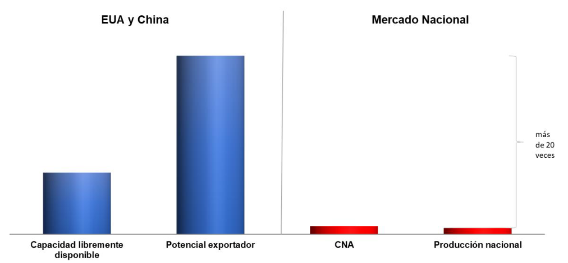 EUA y China
Mercado Nacional
más
de 20
veces
Capacidad libremente
disponible
Potencial exportador
CNA
Producción nacional